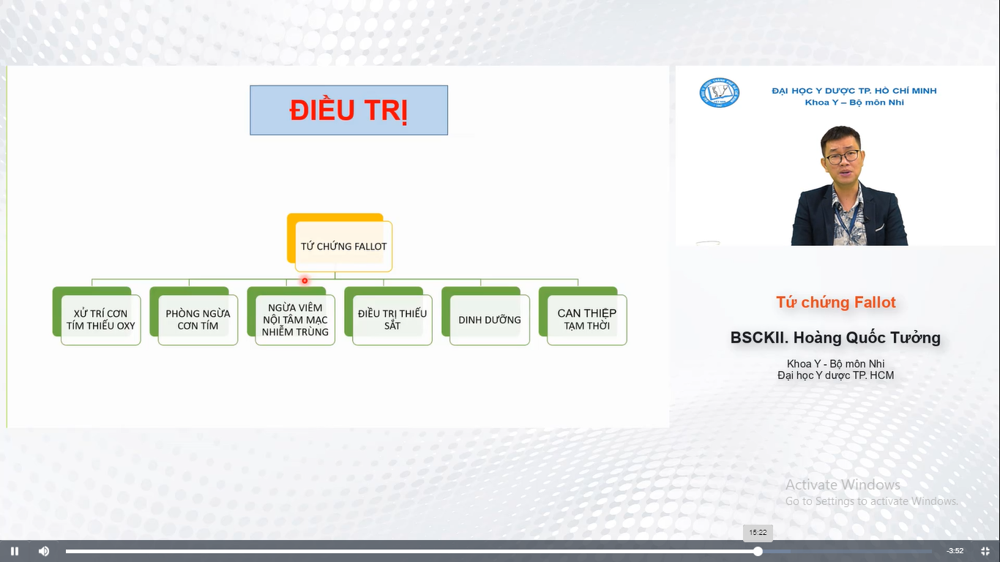 ĐIỀU TRỊ
TỨ CHỨNG FALLOT
XỬ TRÍ CƠN
TÍM THIẾU OXY
PHÒNG NGỪA
CƠN TÍM
NGỪA VIÊM
NỘI TÂM MẠC
NHIỄM TRÙNG
ĐIỀU TRỊ THIẾU
SẮT
DINH DƯỠNG
CAN THIỆP
TẠM THỜI
ĐẠI HỌC Y DƯỢC TP. HỒ CHÍ MINH
Khoa Y – Bộ môn Nhi
Tứ chứng Fallot
BSCKII. Hoàng Quốc Tưởng
Khoa Y - Bộ môn Nhi
Đại học Y dược TP. HCM
Activate Windows
Go to Settings to activate Windows.
15:22
-3:52